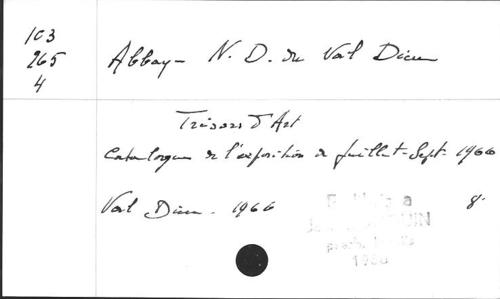 103
265
4
Abbaye N. D. du Val Dieu
Trésors d'Art
Catalogue de l'exposition de juillet-Sept. 1966
Val Dieu. 1966 8°
1988